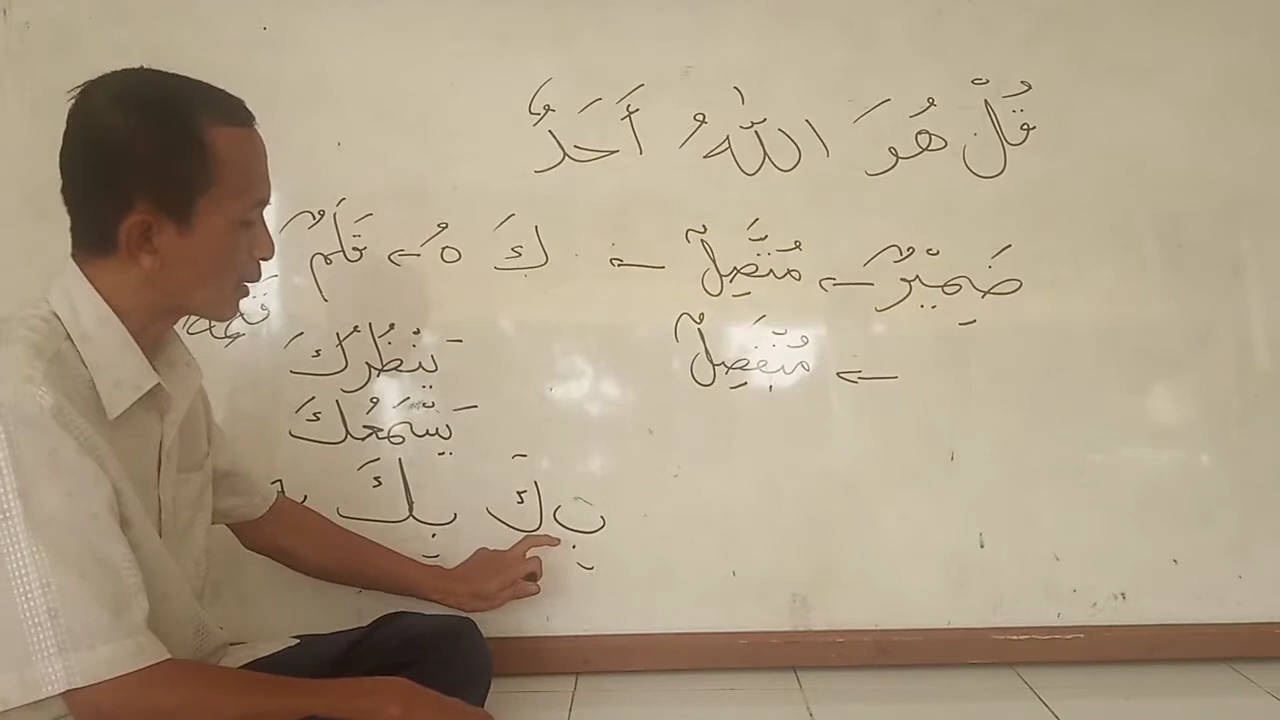 قُلْ هُوَ اللّٰهُ أَحَدٌ
ضَمِيْرٌ ← مُتَّصِلٌ ← كَ هُ ← قَلَمٌ
← مُنْفَصِلٌ
يَنْظُرُكَ
يَسْمَعُكَ
بِ كَ بِكَ